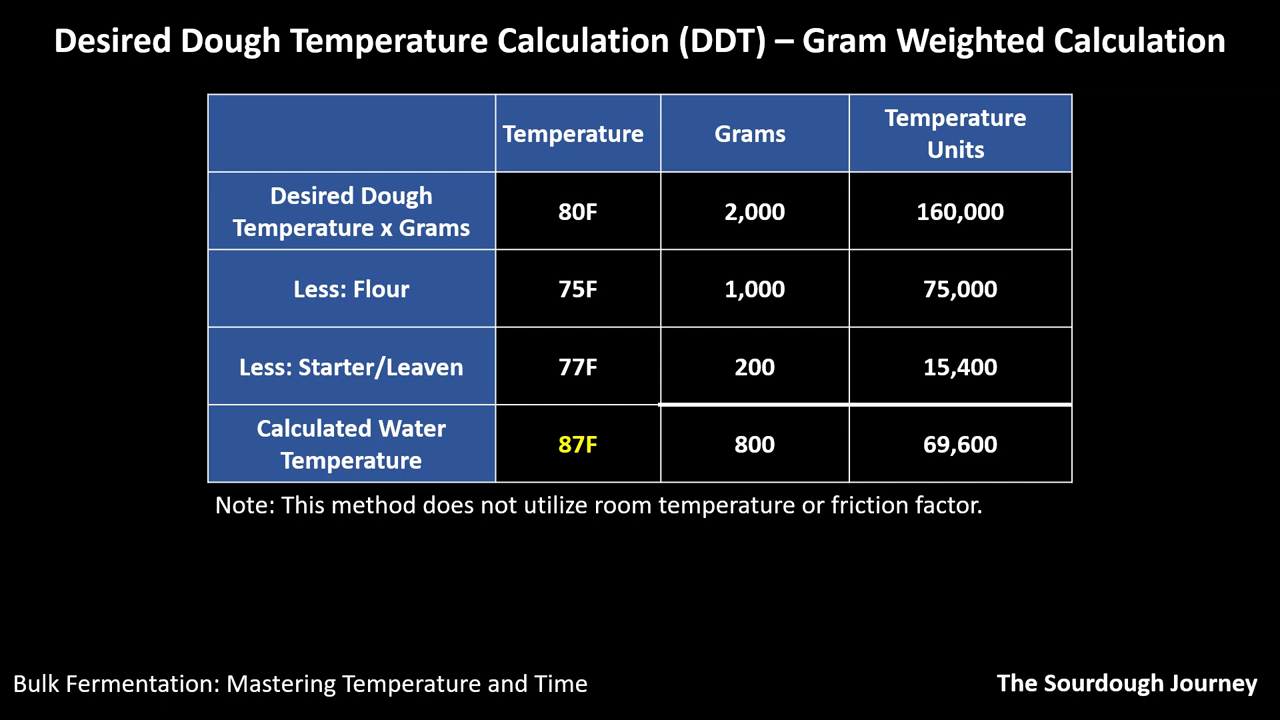 Desired Dough Temperature Calculation (DDT) – Gram Weighted Calculation
Temperature
Grams
Temperature
Units
Desired Dough
Temperature x Grams
80F
2,000
160,000
Less: Flour
75F
1,000
75,000
Less: Starter/Leaven
77F
200
15,400
Calculated Water
Temperature
87F
800
69,600
Note: This method does not utilize room temperature or friction factor.
Bulk Fermentation: Mastering Temperature and Time
The Sourdough Journey